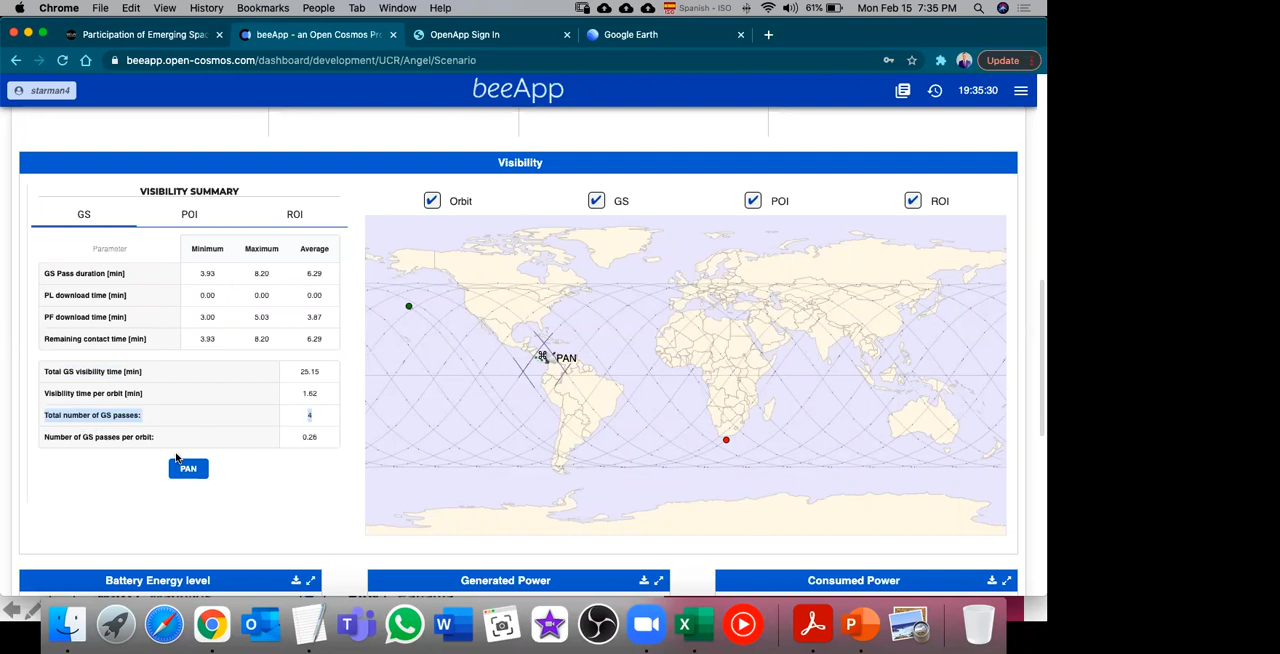 Chrome File Edit View History Bookmarks People Tab Window Help Spanish - ISO 61% Mon Feb 15 7:35 PM
Participation of Emerging Spac × beeApp - an Open Cosmos Pro × OpenApp Sign In × Google Earth × +
beeapp.open-cosmos.com/dashboard/development/UCR/Angel/Scenario Update
starman4 beeApp 19:35:30
Visibility
VISIBILITY SUMMARY
Orbit GS POI ROI
GS POI ROI
Parameter Minimum Maximum Average
GS Pass duration [min] 3.93 8.20 6.29
PL download time [min] 0.00 0.00 0.00
PF download time [min] 3.00 5.03 3.87
Remaining contact time [min] 3.93 8.20 6.29
Total GS visibility time [min] 25.15
Visibility time per orbit [min] 1.62
Total number of GS passes: 4
Number of GS passes per orbit: 0.26
PAN
PAN
Battery Energy level Generated Power Consumed Power